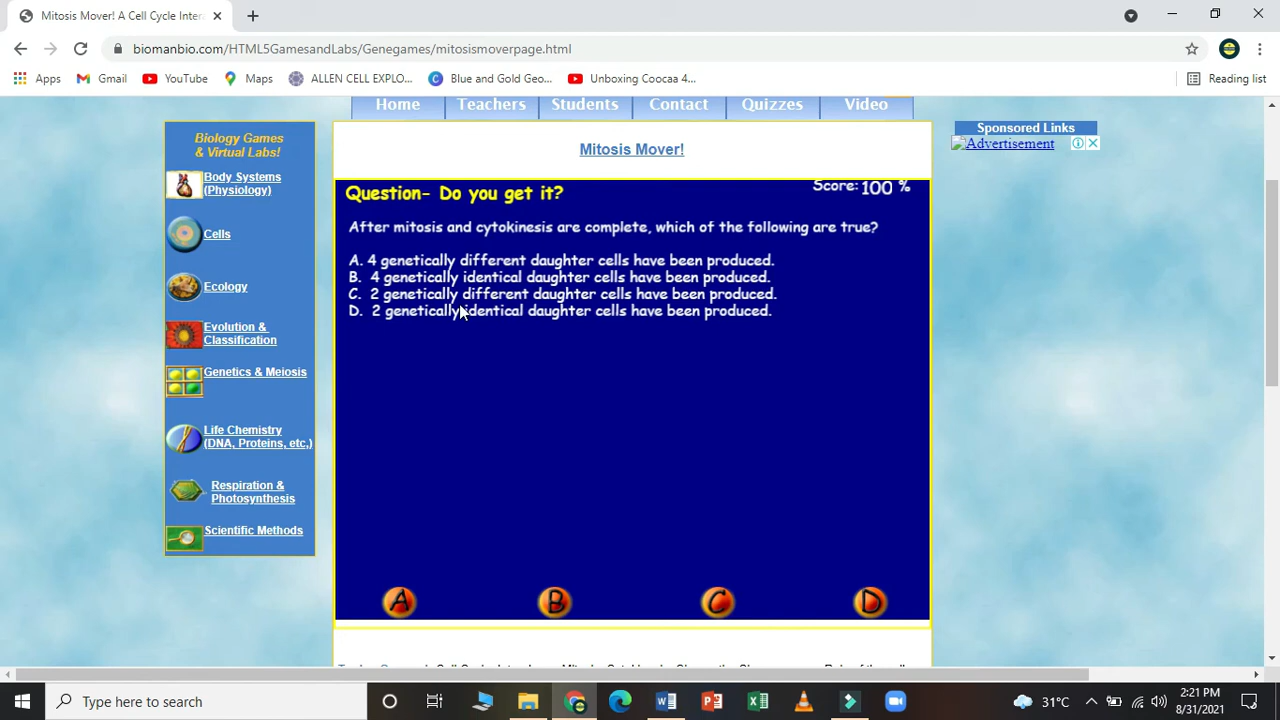 Mitosis Mover! A Cell Cycle Inter
biomanbio.com/HTML5GamesandLabs/Genegames/mitosismoverpage.html
Apps Gmail YouTube Maps ALLEN CELL EXPLO... Blue and Gold Geo... Unboxing Coocaa 4... Reading list
Home Teachers Students Contact Quizzes Video
Biology Games
& Virtual Labs!
Body Systems
(Physiology)
Cells
Ecology
Evolution &
Classification
Genetics & Meiosis
Life Chemistry
(DNA, Proteins, etc,)
Respiration &
Photosynthesis
Scientific Methods
Mitosis Mover!
Question- Do you get it?
Score: 100 %
After mitosis and cytokinesis are complete, which of the following are true?
A. 4 genetically different daughter cells have been produced.
B. 4 genetically identical daughter cells have been produced.
C. 2 genetically different daughter cells have been produced.
D. 2 genetically identical daughter cells have been produced.
A B C D
Sponsored Links
Advertisement
Type here to search
31°C
2:21 PM
8/31/2021